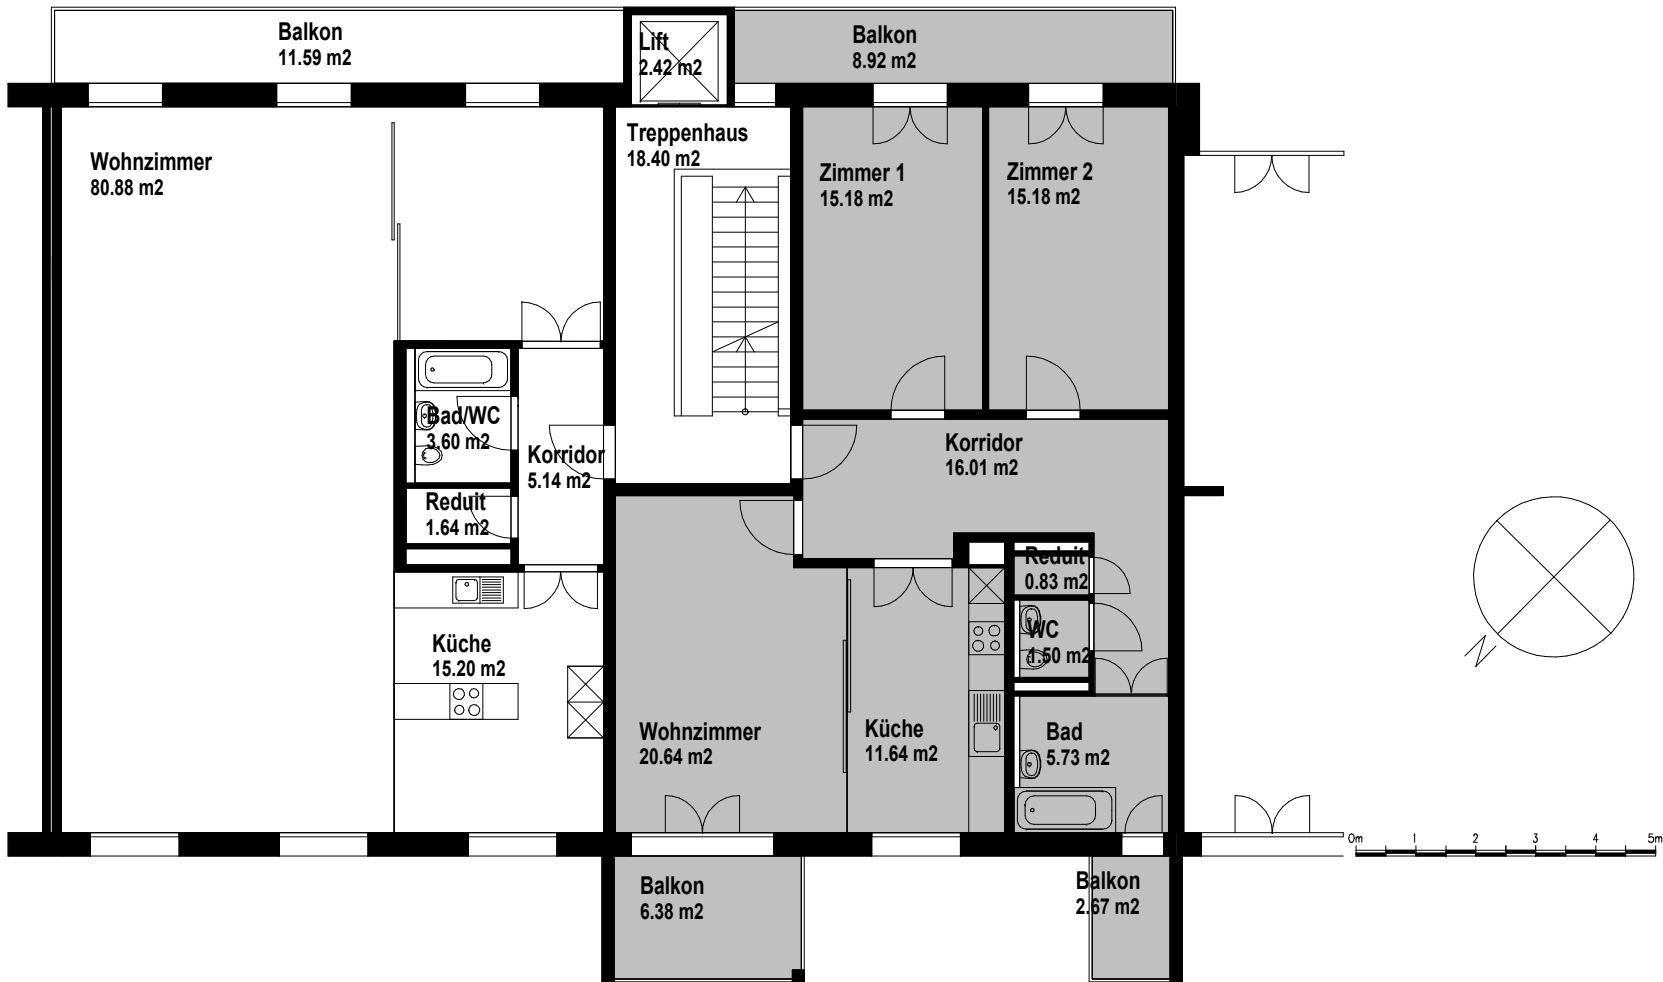 Balkon
11.59 m2
Lift
2.42 m2
Balkon
8.92 m2
Wohnzimmer
80.88 m2
Treppenhaus
18.40 m2
Zimmer 1
15.18 m2
Zimmer 2
15.18 m2
Bad/WC
3.60 m2
Korridor
5.14 m2
Reduit
1.64 m2
Korridor
16.01 m2
Reduit
0.83 m2
WC
1.50 m2
Küche
15.20 m2
Wohnzimmer
20.64 m2
Küche
11.64 m2
Bad
5.73 m2
N
0m 1 2 3 4 5m
Balkon
6.38 m2
Balkon
2.67 m2